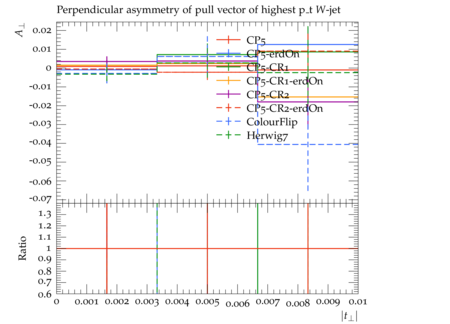 Perpendicular asymmetry of pull vector of highest p⊥ W-jet
A⊥
0.02
0.01
0
-0.01
-0.02
-0.03
-0.04
-0.05
-0.06
-0.07
CP5
CP5-erdOn
CP5-CR1
CP5-CR1-erdOn
CP5-CR2
CP5-CR2-erdOn
ColourFlip
Herwig7
Ratio
1.3
1.2
1.1
1
0.9
0.8
0.7
0.6
0 0.001 0.002 0.003 0.004 0.005 0.006 0.007 0.008 0.009 0.01
|t⊥|